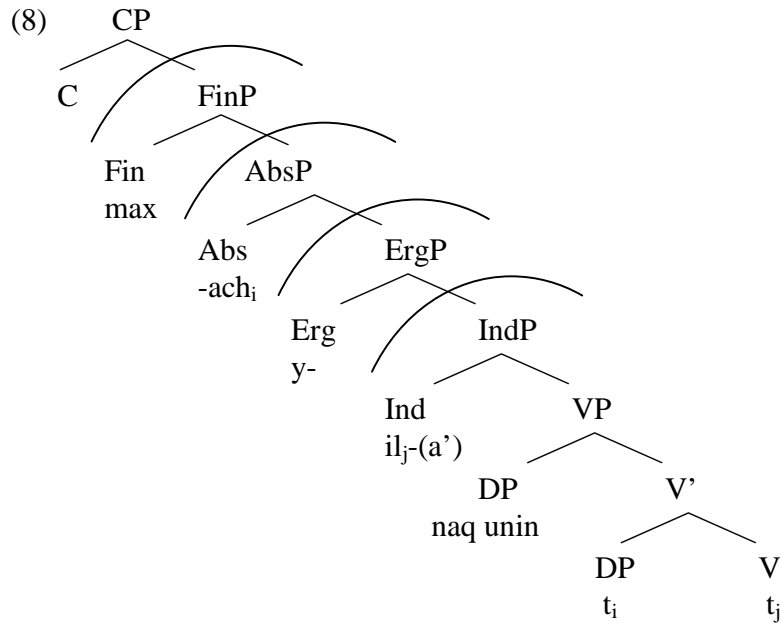 (8) CP
C FinP
Fin AbsP
max
Abs ErgP
-achᵢ
Erg IndP
y-
Ind VP
ilⱼ-(a’)
DP V’
naq unin
DP V
tᵢ tⱼ